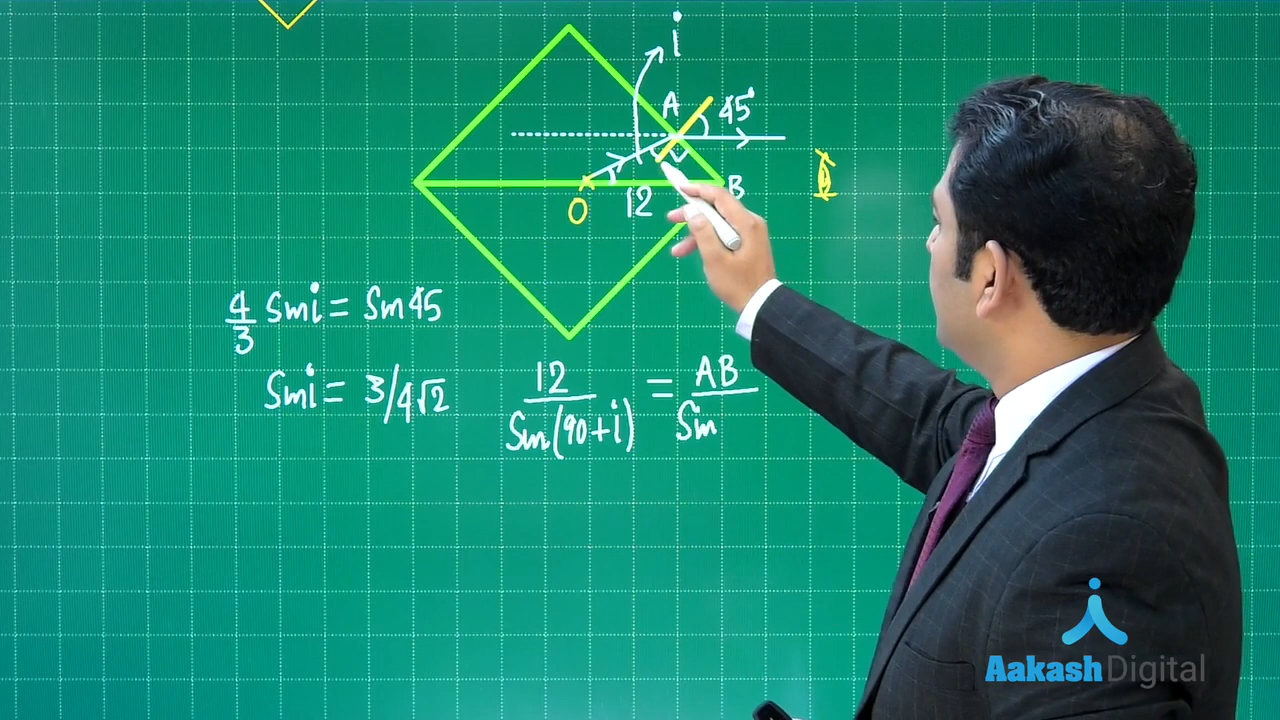 i
A
45°
B
12
O
4/3 Sin i = Sin 45
Sin i = 3/4√2
12/Sin(90+i) = AB/Sin
Aakash Digital